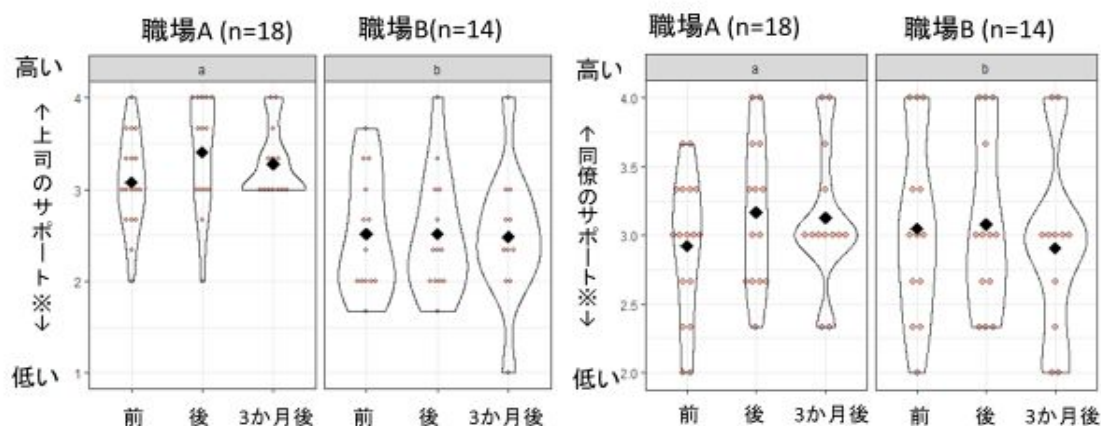 職場A (n=18)
職場B(n=14)
高い
a
b
4
3
2
1
↑上司のサポート※↓
低い
前
後
3か月後
前
後
3か月後
職場A (n=18)
職場B (n=14)
高い
a
b
4.0
3.5
3.0
2.5
2.0
↑同僚のサポート※↓
低い
前
後
3か月後
前
後
3か月後